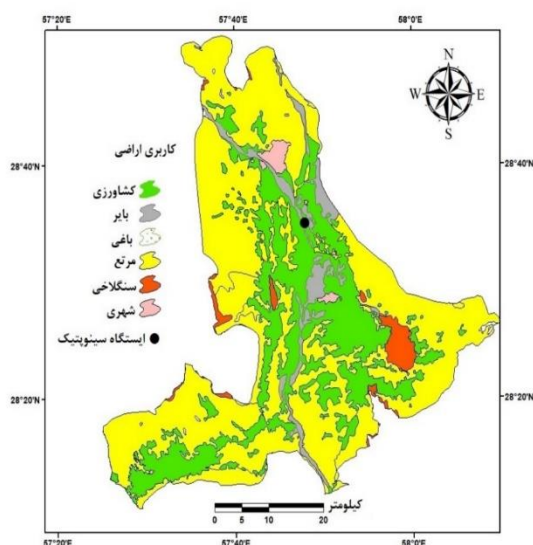 57°20'E 57°40'E 58°0'E
N
W E
S
28°40'N 28°40'N
کاربری اراضی
کشاورزی
بایر
باغی
مرتع
سنگلاخی
شهری
ایستگاه سینوپتیک
28°20'N 28°20'N
کیلومتر
0 5 10 20
57°20'E 57°40'E 58°0'E